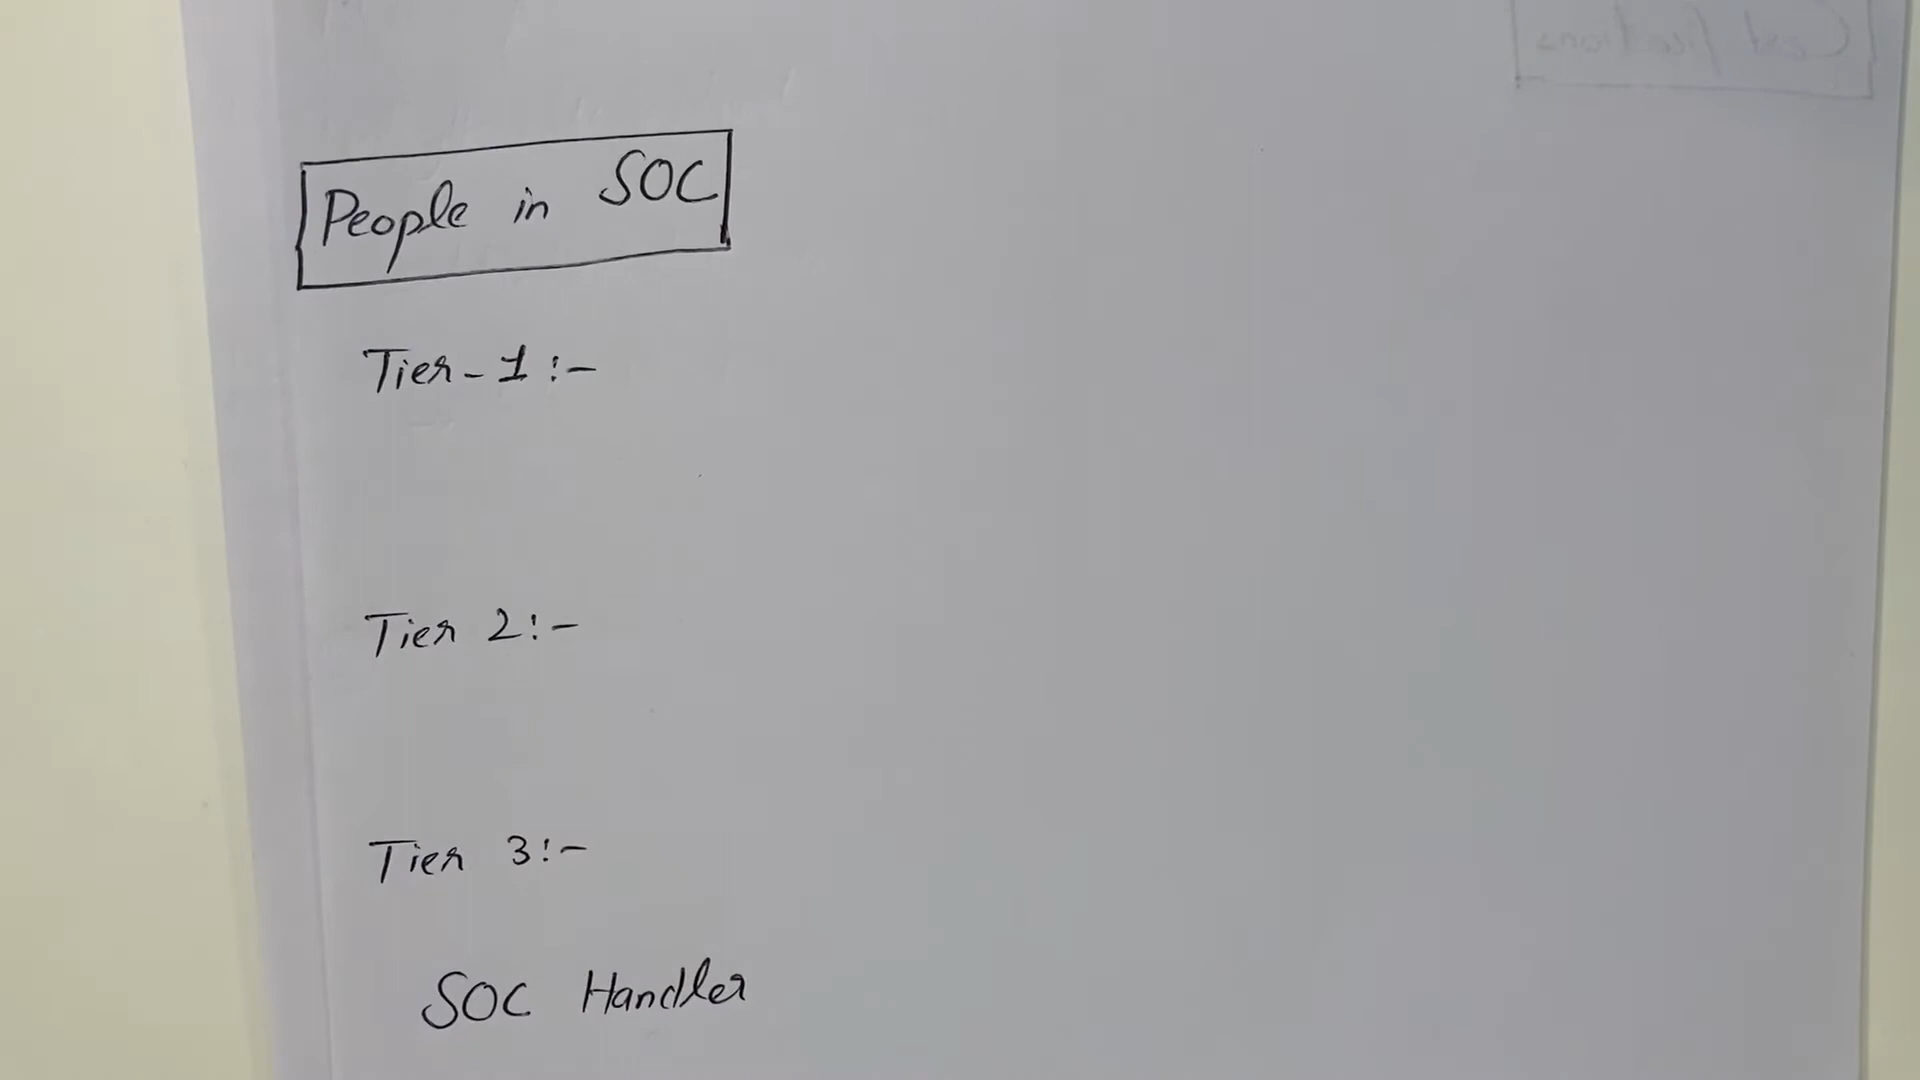 People in SOC
Tier-1:-
Tier 2:-
Tier 3:-
SOC Handler